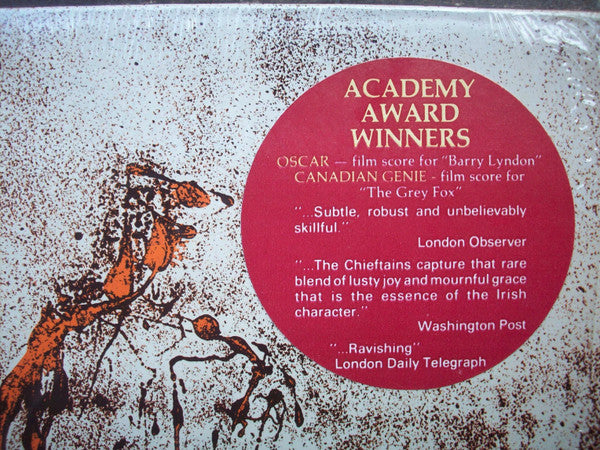 ACADEMY
AWARD
WINNERS
OSCAR — film score for "Barry Lyndon"
CANADIAN GENIE - film score for
"The Grey Fox"
"...Subtle, robust and unbelievably
skillful."
London Observer
"...The Chieftains capture that rare
blend of lusty joy and mournful grace
that is the essence of the Irish
character."
Washington Post
"...Ravishing"
London Daily Telegraph